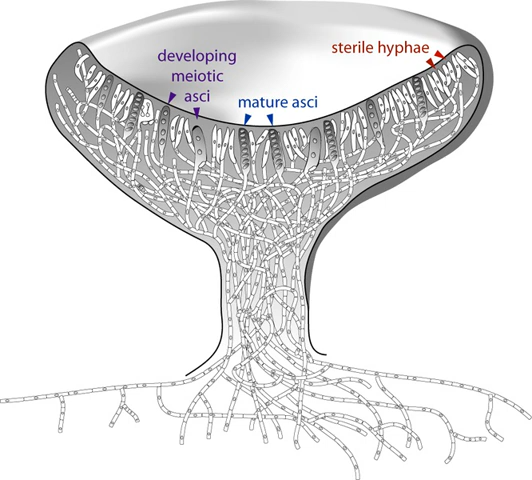 sterile hyphae
developing
meiotic
asci
mature asci